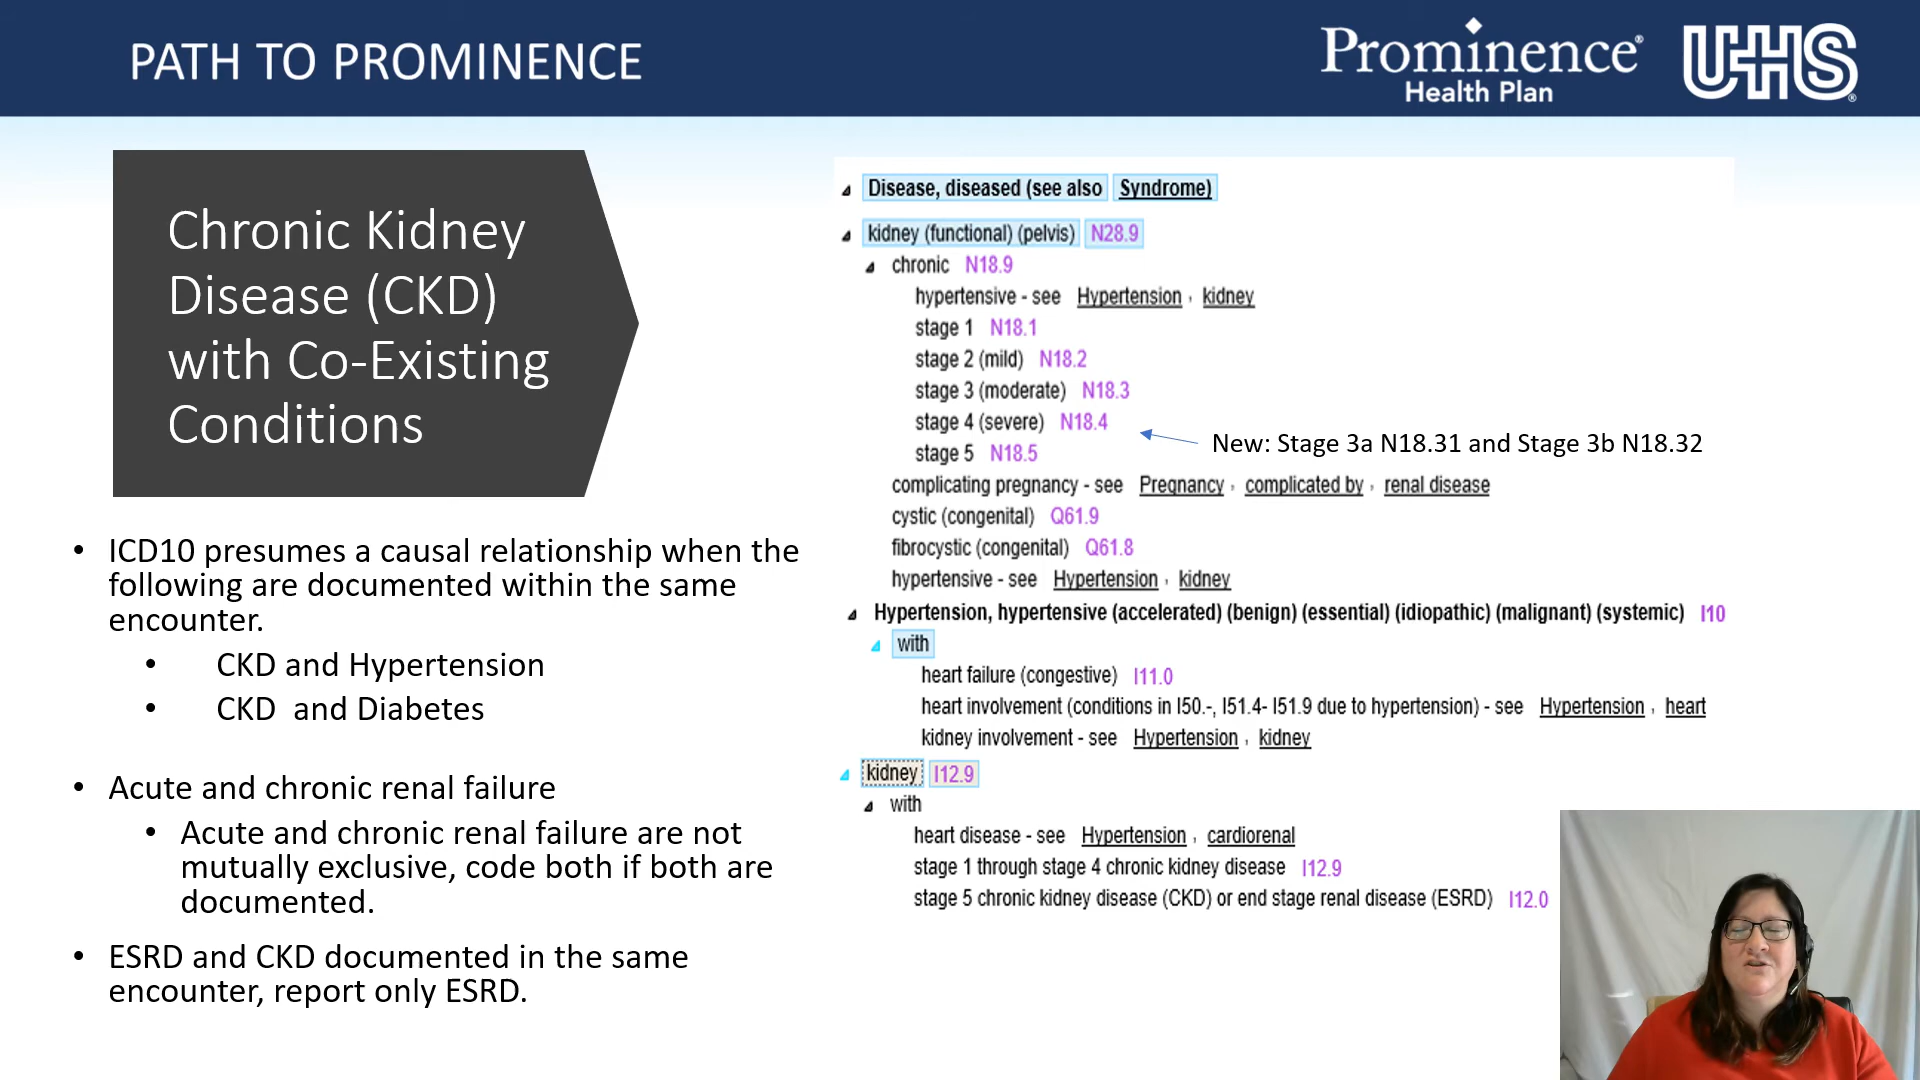 PATH TO PROMINENCE
Prominence®
Health Plan
UHS®
Chronic Kidney
Disease (CKD)
with Co-Existing
Conditions
• ICD10 presumes a causal relationship when the
following are documented within the same
encounter.
• CKD and Hypertension
• CKD and Diabetes
• Acute and chronic renal failure
• Acute and chronic renal failure are not
mutually exclusive, code both if both are
documented.
• ESRD and CKD documented in the same
encounter, report only ESRD.
Disease, diseased (see also Syndrome)
kidney (functional) (pelvis) N28.9
chronic N18.9
hypertensive - see Hypertension , kidney
stage 1 N18.1
stage 2 (mild) N18.2
stage 3 (moderate) N18.3
stage 4 (severe) N18.4
New: Stage 3a N18.31 and Stage 3b N18.32
stage 5 N18.5
complicating pregnancy - see Pregnancy , complicated by , renal disease
cystic (congenital) Q61.9
fibrocystic (congenital) Q61.8
hypertensive - see Hypertension , kidney
Hypertension, hypertensive (accelerated) (benign) (essential) (idiopathic) (malignant) (systemic) I10
with
heart failure (congestive) I11.0
heart involvement (conditions in I50.-, I51.4- I51.9 due to hypertension) - see Hypertension , heart
kidney involvement - see Hypertension , kidney
kidney I12.9
with
heart disease - see Hypertension , cardiorenal
stage 1 through stage 4 chronic kidney disease I12.9
stage 5 chronic kidney disease (CKD) or end stage renal disease (ESRD) I12.0